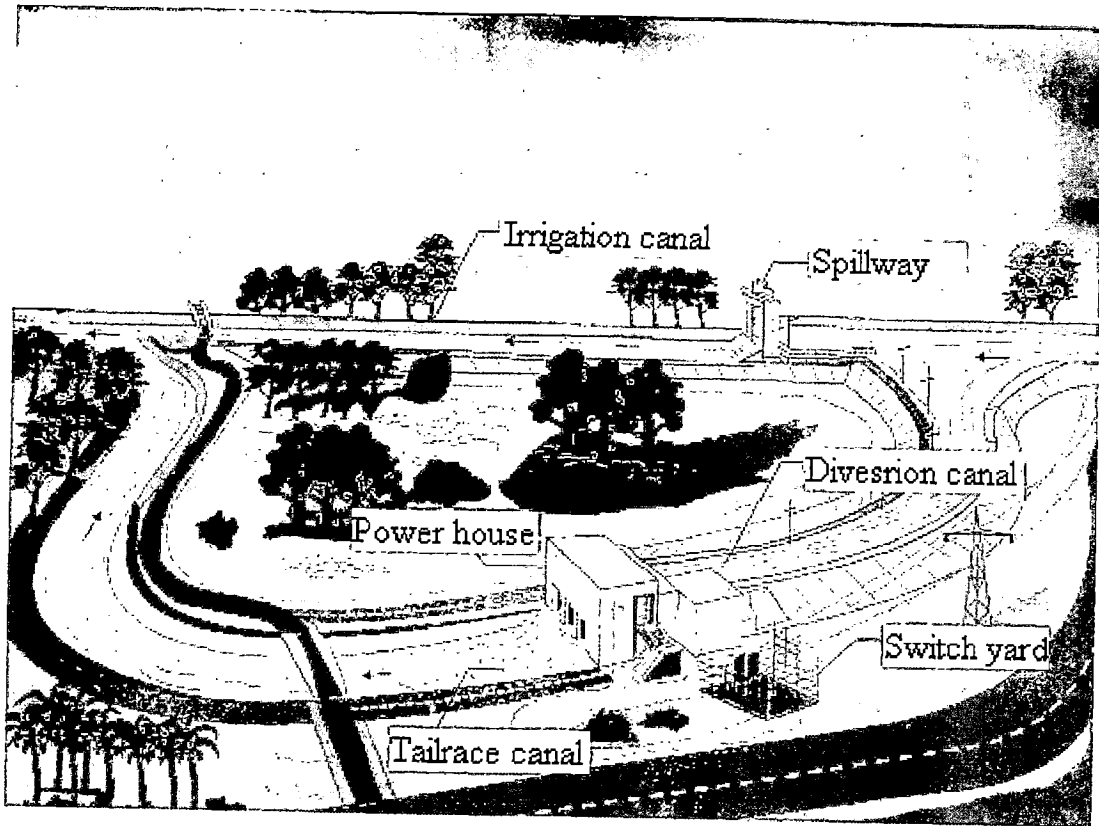 Irrigation canal
Spillway
Divesrion canal
Power house
Switch yard
Tailrace canal